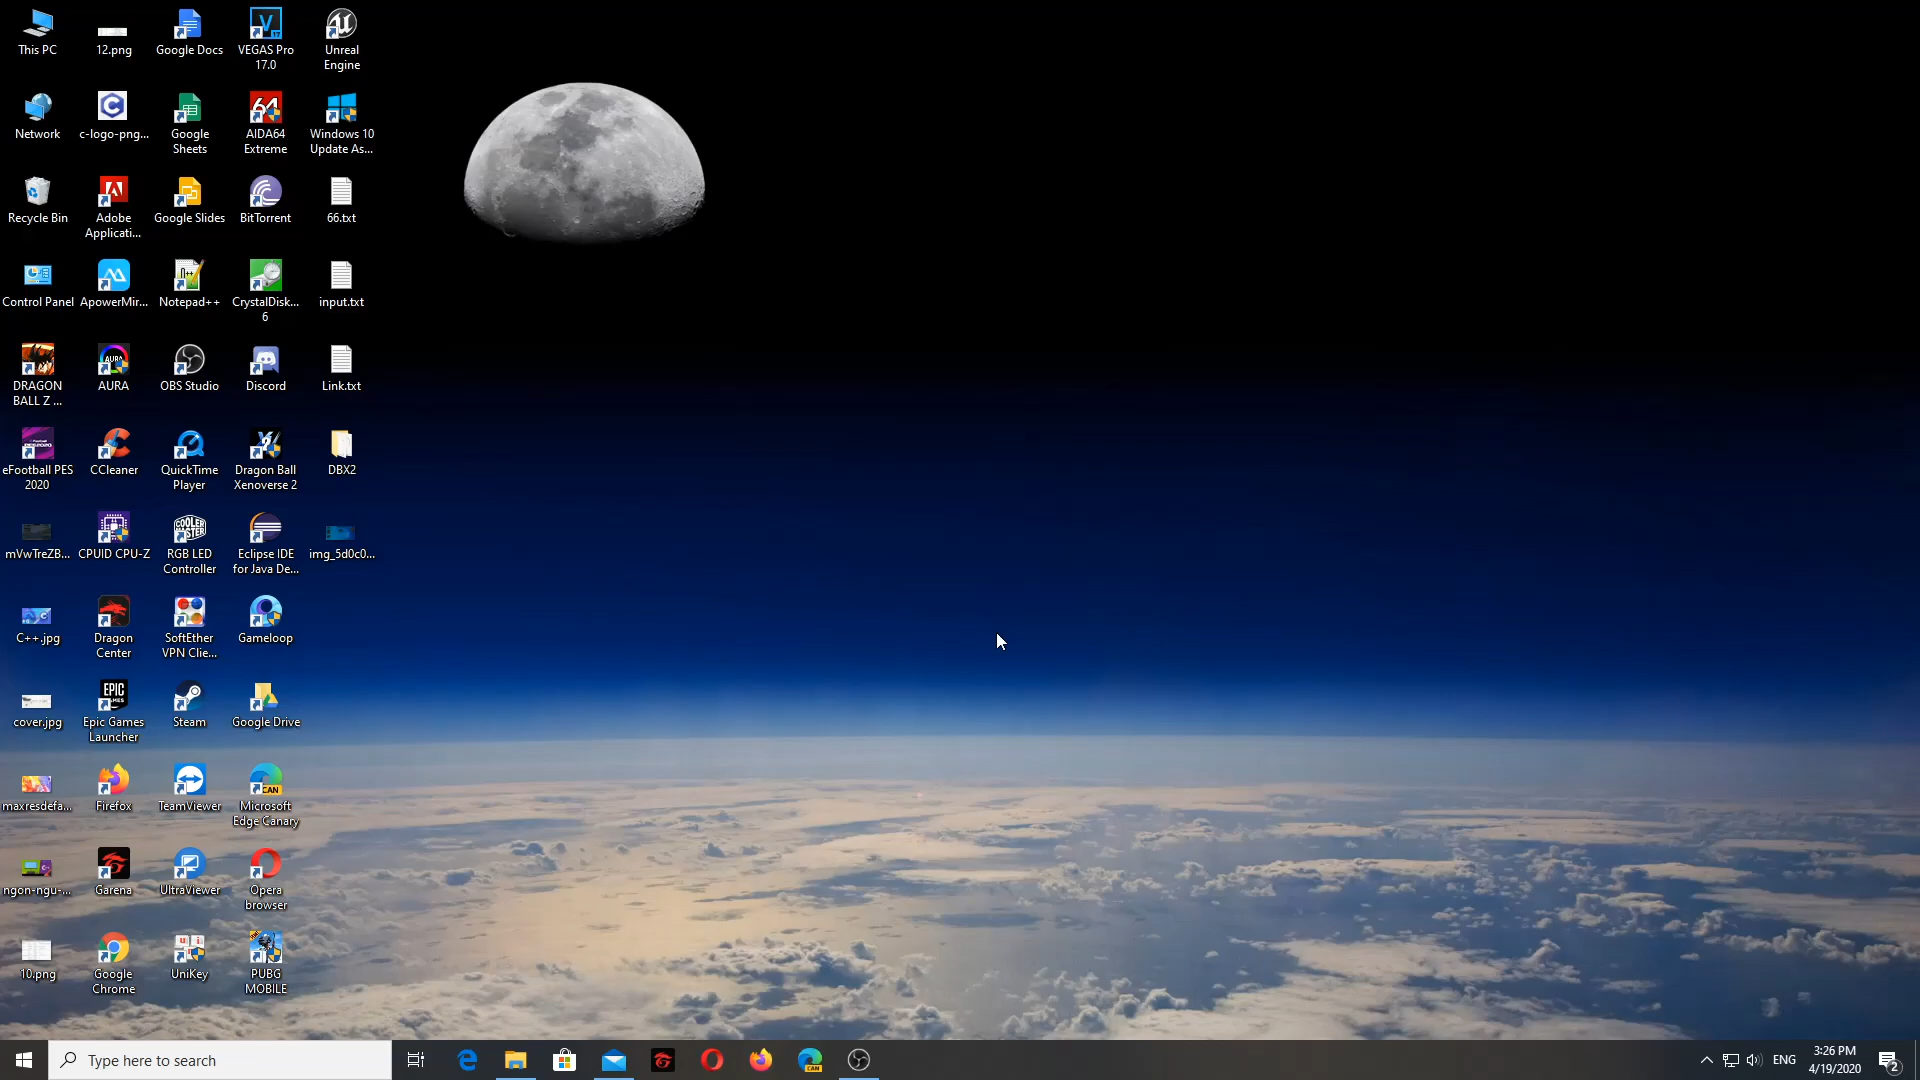 This PC
12.png
Google Docs
VEGAS Pro
17.0
Unreal
Engine
Network
c-logo-png...
Google
Sheets
AIDA64
Extreme
Windows 10
Update As...
Recycle Bin
Adobe
Applicati...
Google Slides
BitTorrent
66.txt
Control Panel
ApowerMir...
Notepad++
CrystalDisk...
6
input.txt
DRAGON
BALL Z ...
AURA
OBS Studio
Discord
Link.txt
eFootball PES
2020
CCleaner
QuickTime
Player
Dragon Ball
Xenoverse 2
DBX2
mVwTreZB...
CPUID CPU-Z
RGB LED
Controller
Eclipse IDE
for Java De...
img_5d0c0...
C++.jpg
Dragon
Center
SoftEther
VPN Clie...
Gameloop
cover.jpg
Epic Games
Launcher
Steam
Google Drive
maxresdefa...
Firefox
TeamViewer
Microsoft
Edge Canary
ngon-ngu-...
Garena
UltraViewer
Opera
browser
10.png
Google
Chrome
UniKey
PUBG
MOBILE
Type here to search
ENG
3:26 PM
4/19/2020
2